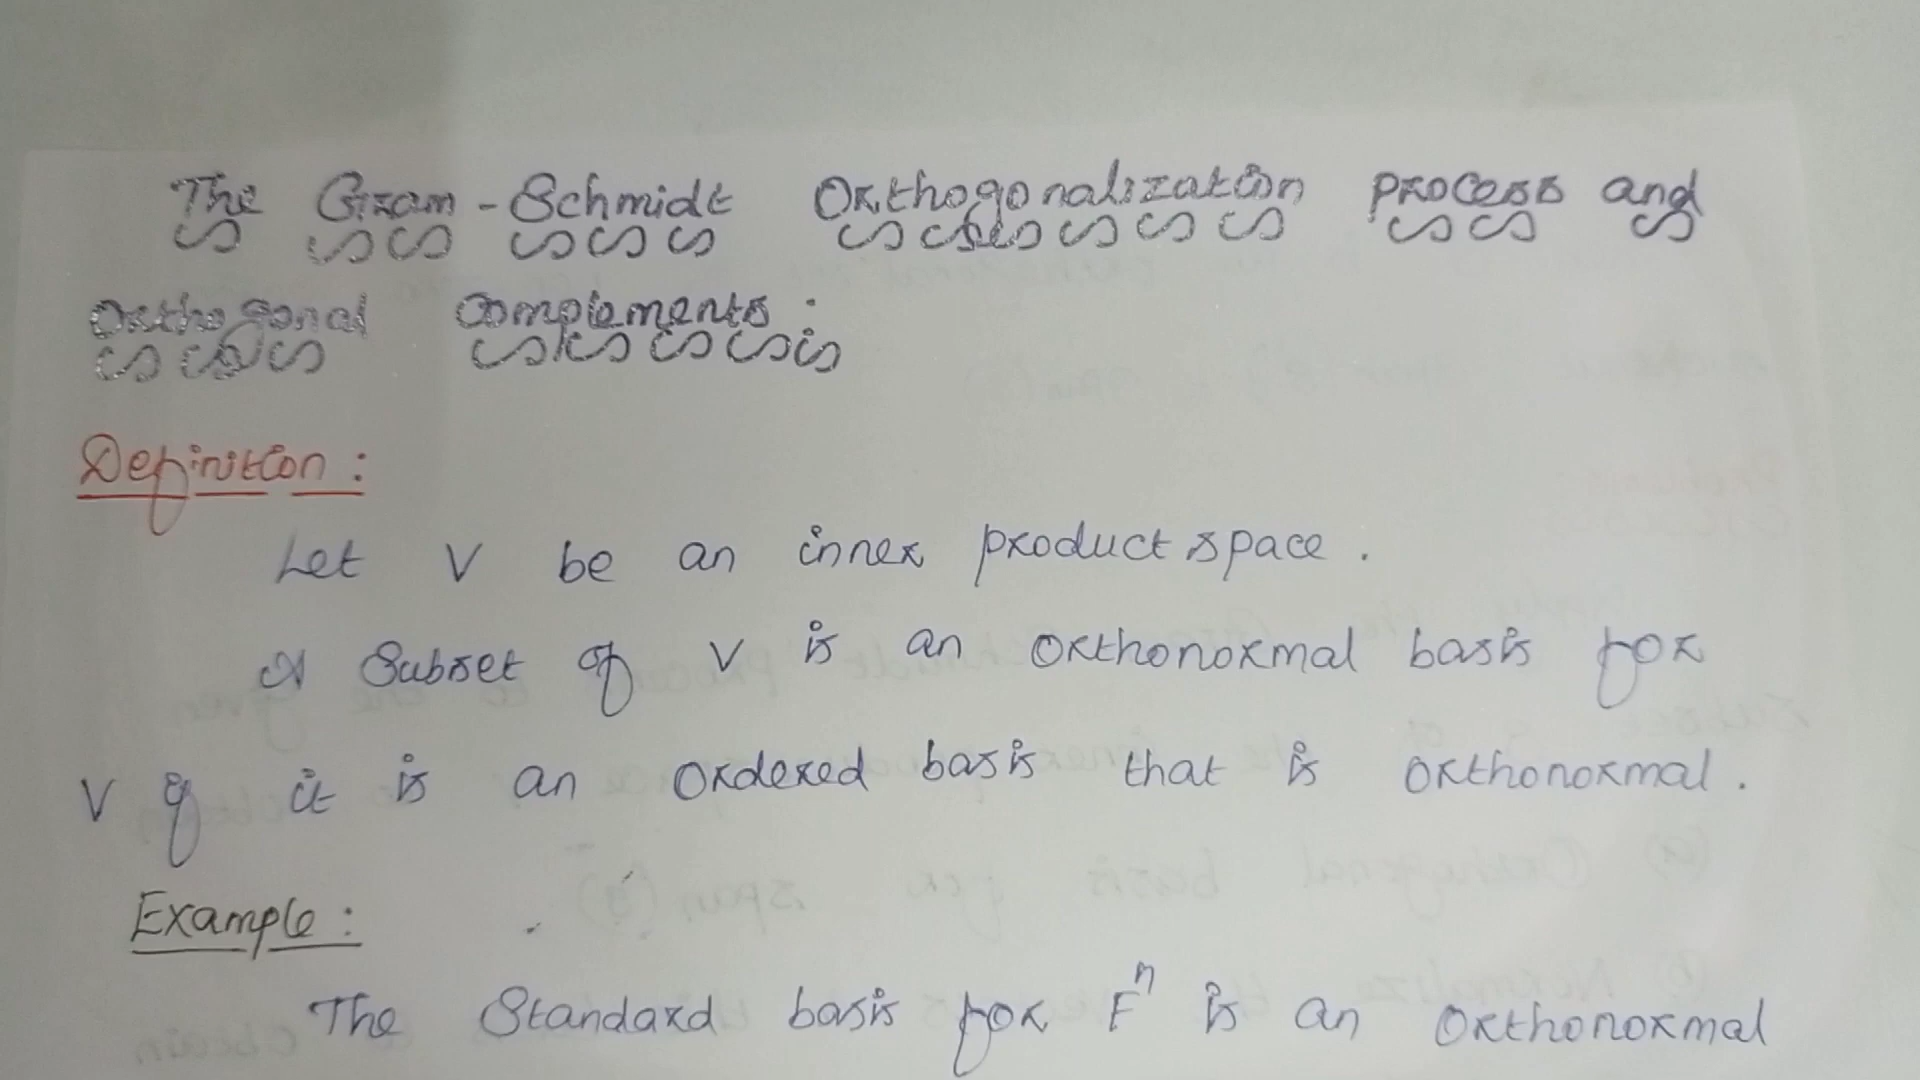 The Gram-Schmidt Orthogonalization process and
Orthogonal Complements:
Definition:
Let V be an inner product space.
A Subset of V is an orthonormal basis for
V if it is an Ordered basis that is orthonormal.
Example:
The Standard basis for Fⁿ is an Orthonormal